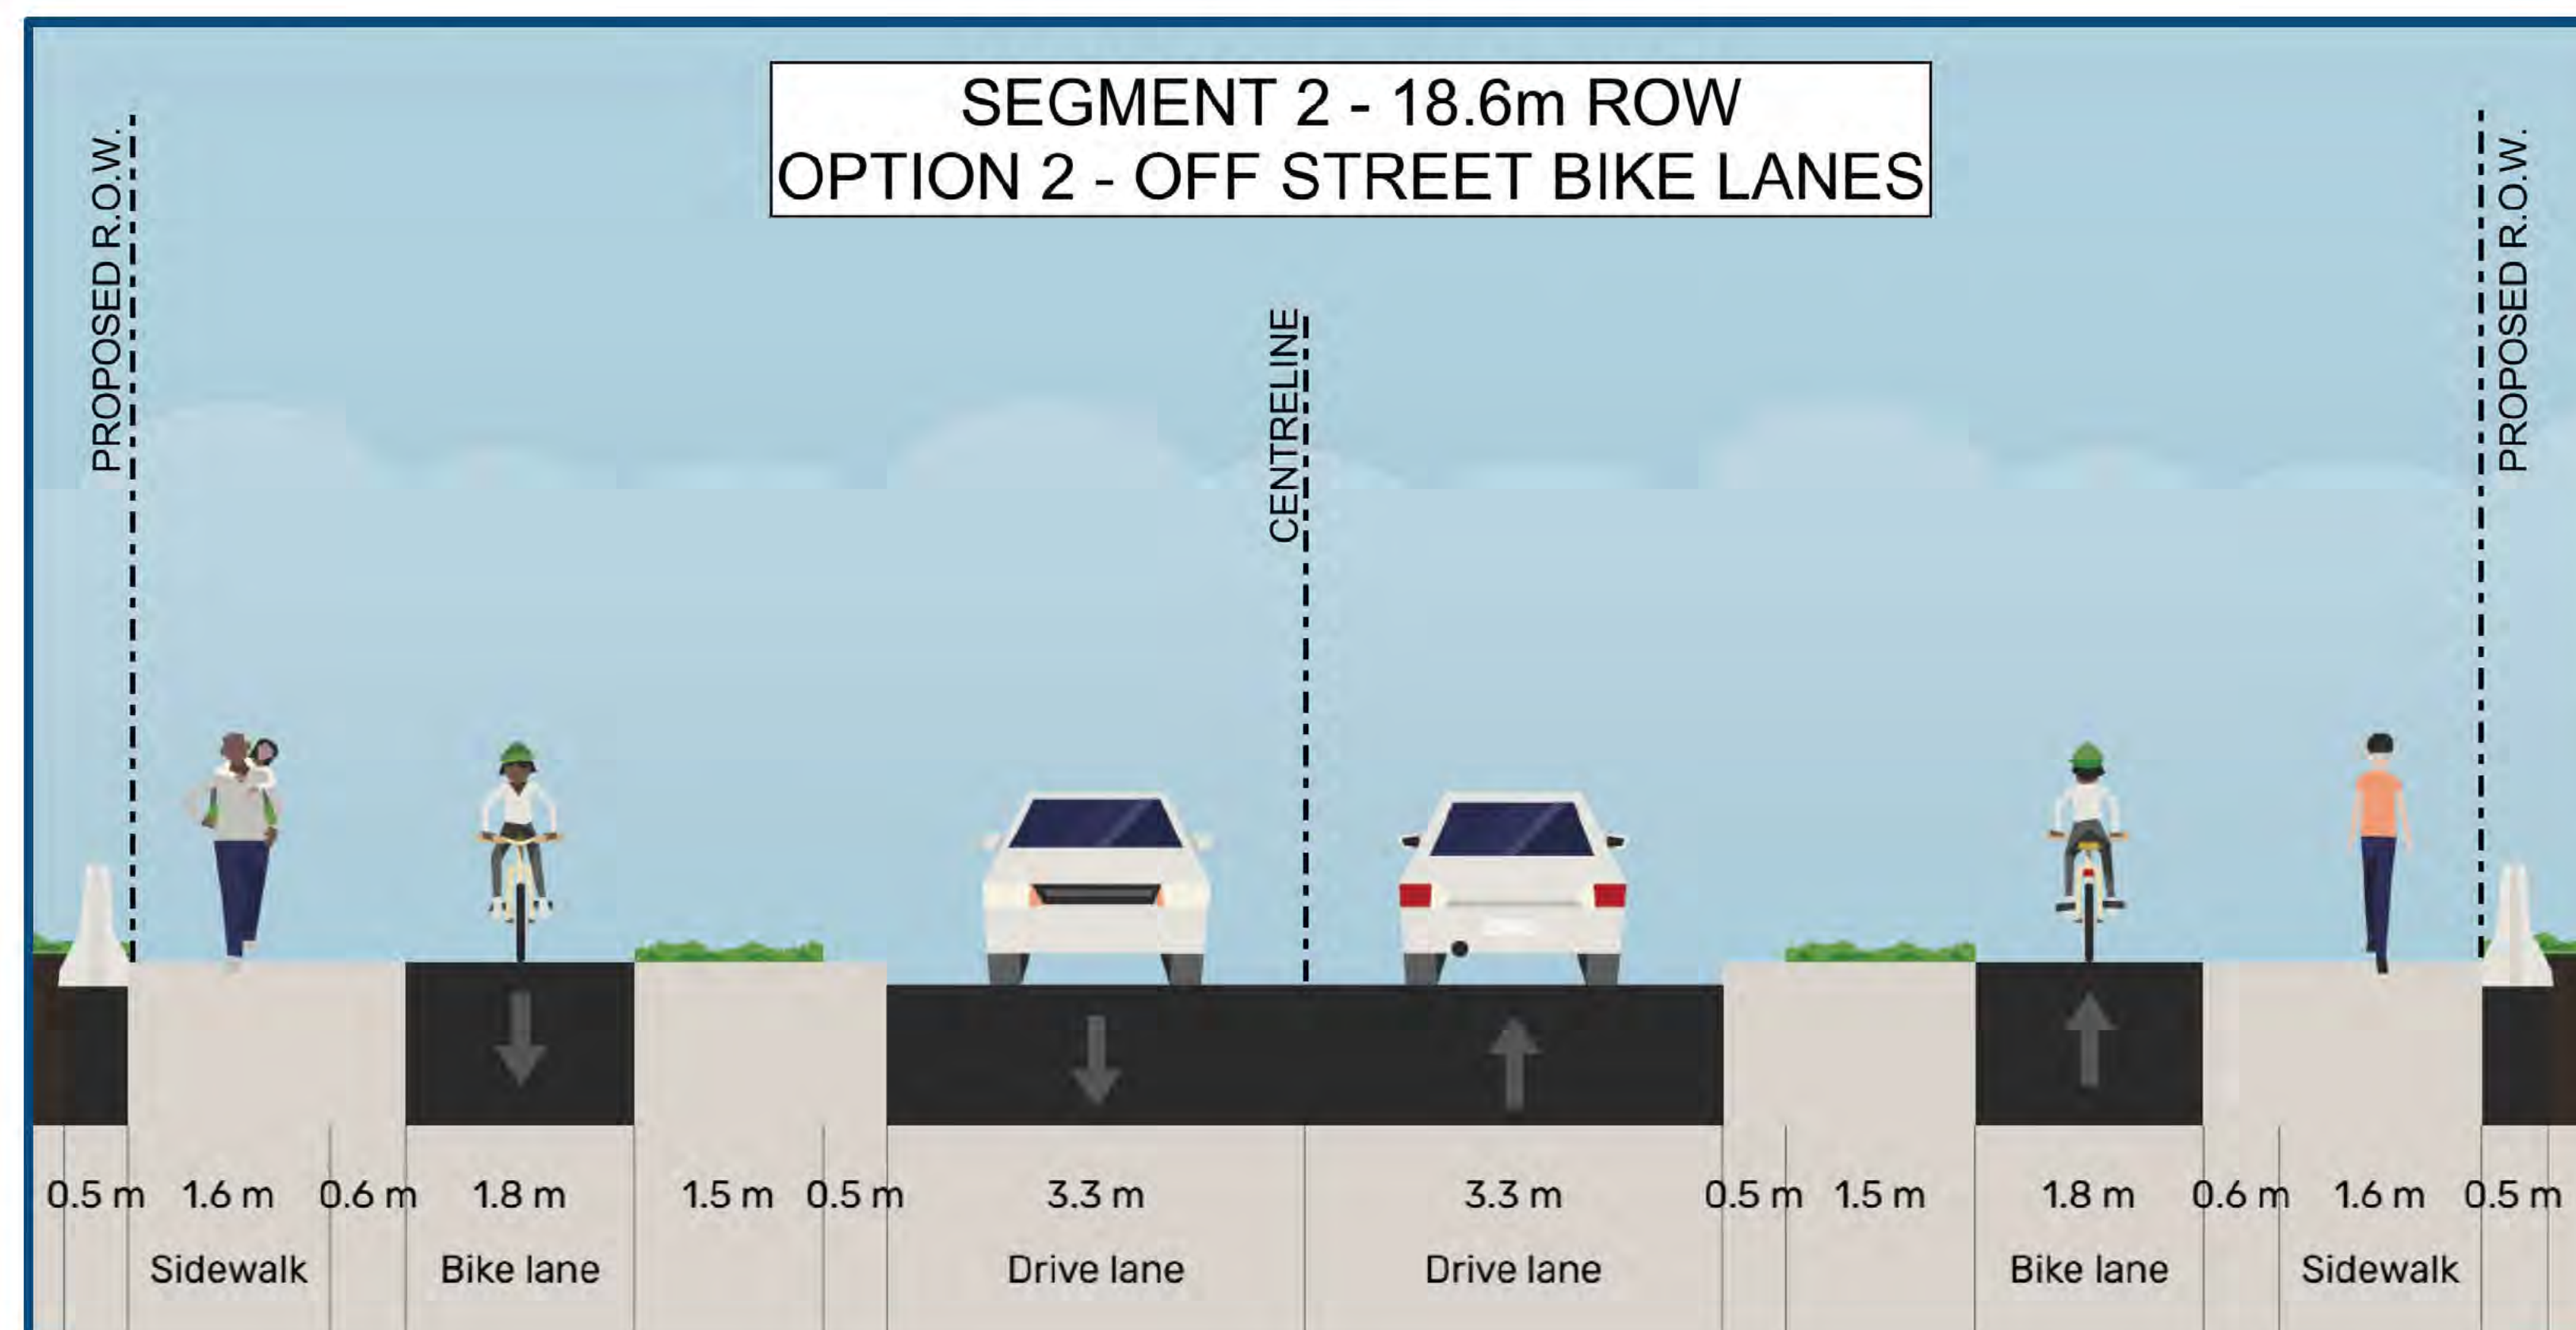 SEGMENT 2 - 18.6m ROW
OPTION 2 - OFF STREET BIKE LANES
PROPOSED R.O.W.
CENTRELINE
PROPOSED R.O.W.
0.5 m 1.6 m 0.6 m 1.8 m 1.5 m 0.5 m 3.3 m 3.3 m 0.5 m 1.5 m 1.8 m 0.6 m 1.6 m 0.5 m
Sidewalk Bike lane Drive lane Drive lane Bike lane Sidewalk